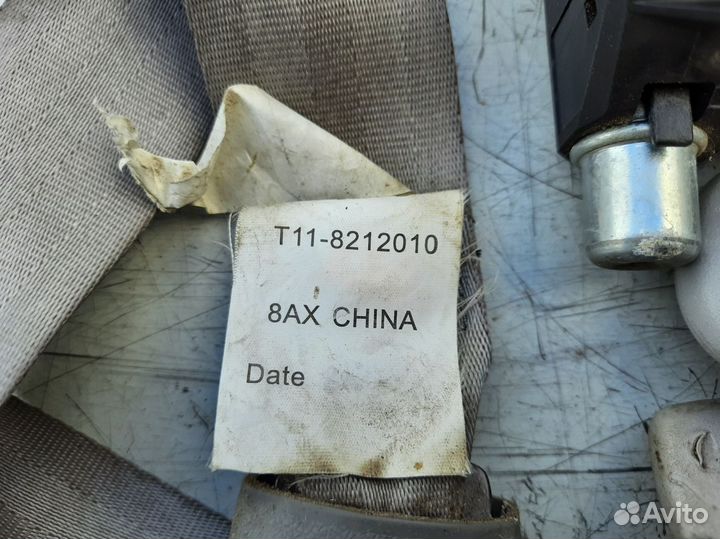 T11-8212010
8AX CHINA
Date
Avito